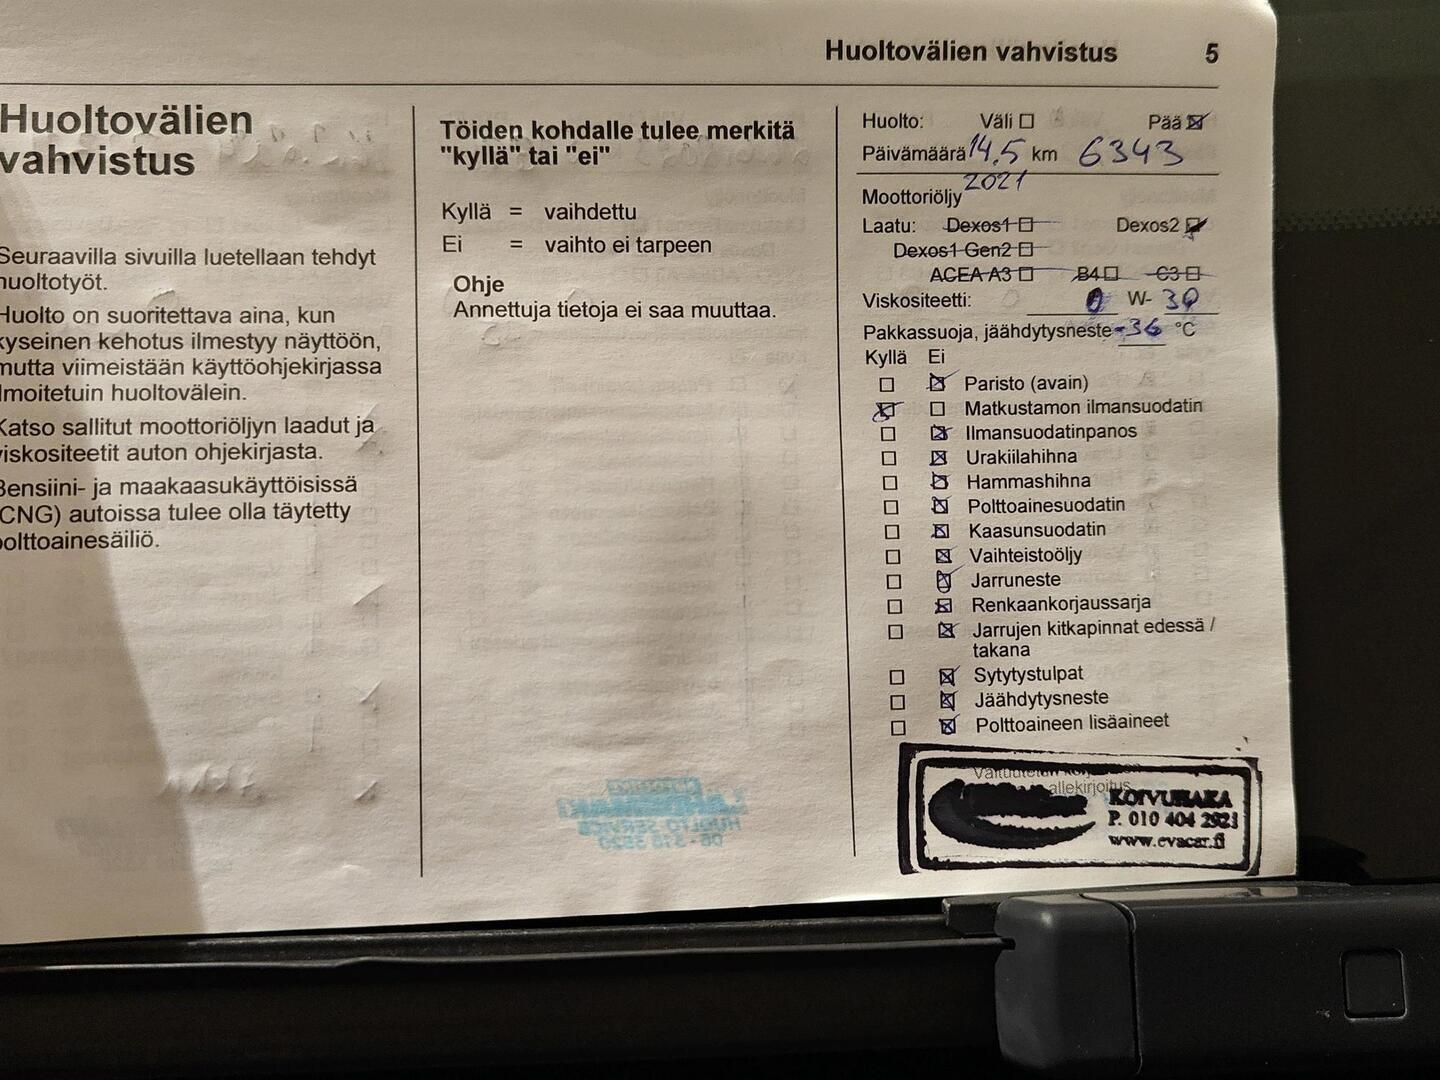 Huoltovälien vahvistus 5
Huoltovälien
vahvistus
Seuraavilla sivuilla luetellaan tehdyt
huoltotyöt.
Huolto on suoritettava aina, kun
kyseinen kehotus ilmestyy näyttöön,
mutta viimeistään käyttöohjekirjassa
ilmoitetuin huoltovälein.
Katso sallitut moottoriöljyn laadut ja
viskositeetit auton ohjekirjasta.
Bensiini- ja maakaasukäyttöisissä
(CNG) autoissa tulee olla täytetty
polttoainesäiliö.
Töiden kohdalle tulee merkitä
"kyllä" tai "ei"
Kyllä = vaihdettu
Ei = vaihto ei tarpeen
Ohje
Annettuja tietoja ei saa muuttaa.
Huolto: Väli ☐ Pää ☒
Päivämäärä 14.5 km 6343
2021
Moottoriöljy
Laatu: Dexos1 ☐ Dexos2 ☒
Dexos1 Gen2 ☐
ACEA A3 ☐ B4 ☐ C3 ☐
Viskositeetti: 0 W- 30
Pakkassuoja, jäähdytysneste -36 °C
Kyllä Ei
☐ ☒ Paristo (avain)
☒ ☐ Matkustamon ilmansuodatin
☐ ☒ Ilmansuodatinpanos
☐ ☒ Urakiilahihna
☐ ☒ Hammashihna
☐ ☒ Polttoainesuodatin
☐ ☒ Kaasunsuodatin
☐ ☒ Vaihteistoöljy
☐ ☒ Jarruneste
☐ ☒ Renkaankorjaussarja
☐ ☒ Jarrujen kitkapinnat edessä /
takana
☐ ☒ Sytytystulpat
☐ ☒ Jäähdytysneste
☐ ☒ Polttoaineen lisäaineet
allekirjoitus
KOIVUHAKA
P. 010 404 2921
www.evacar.fi